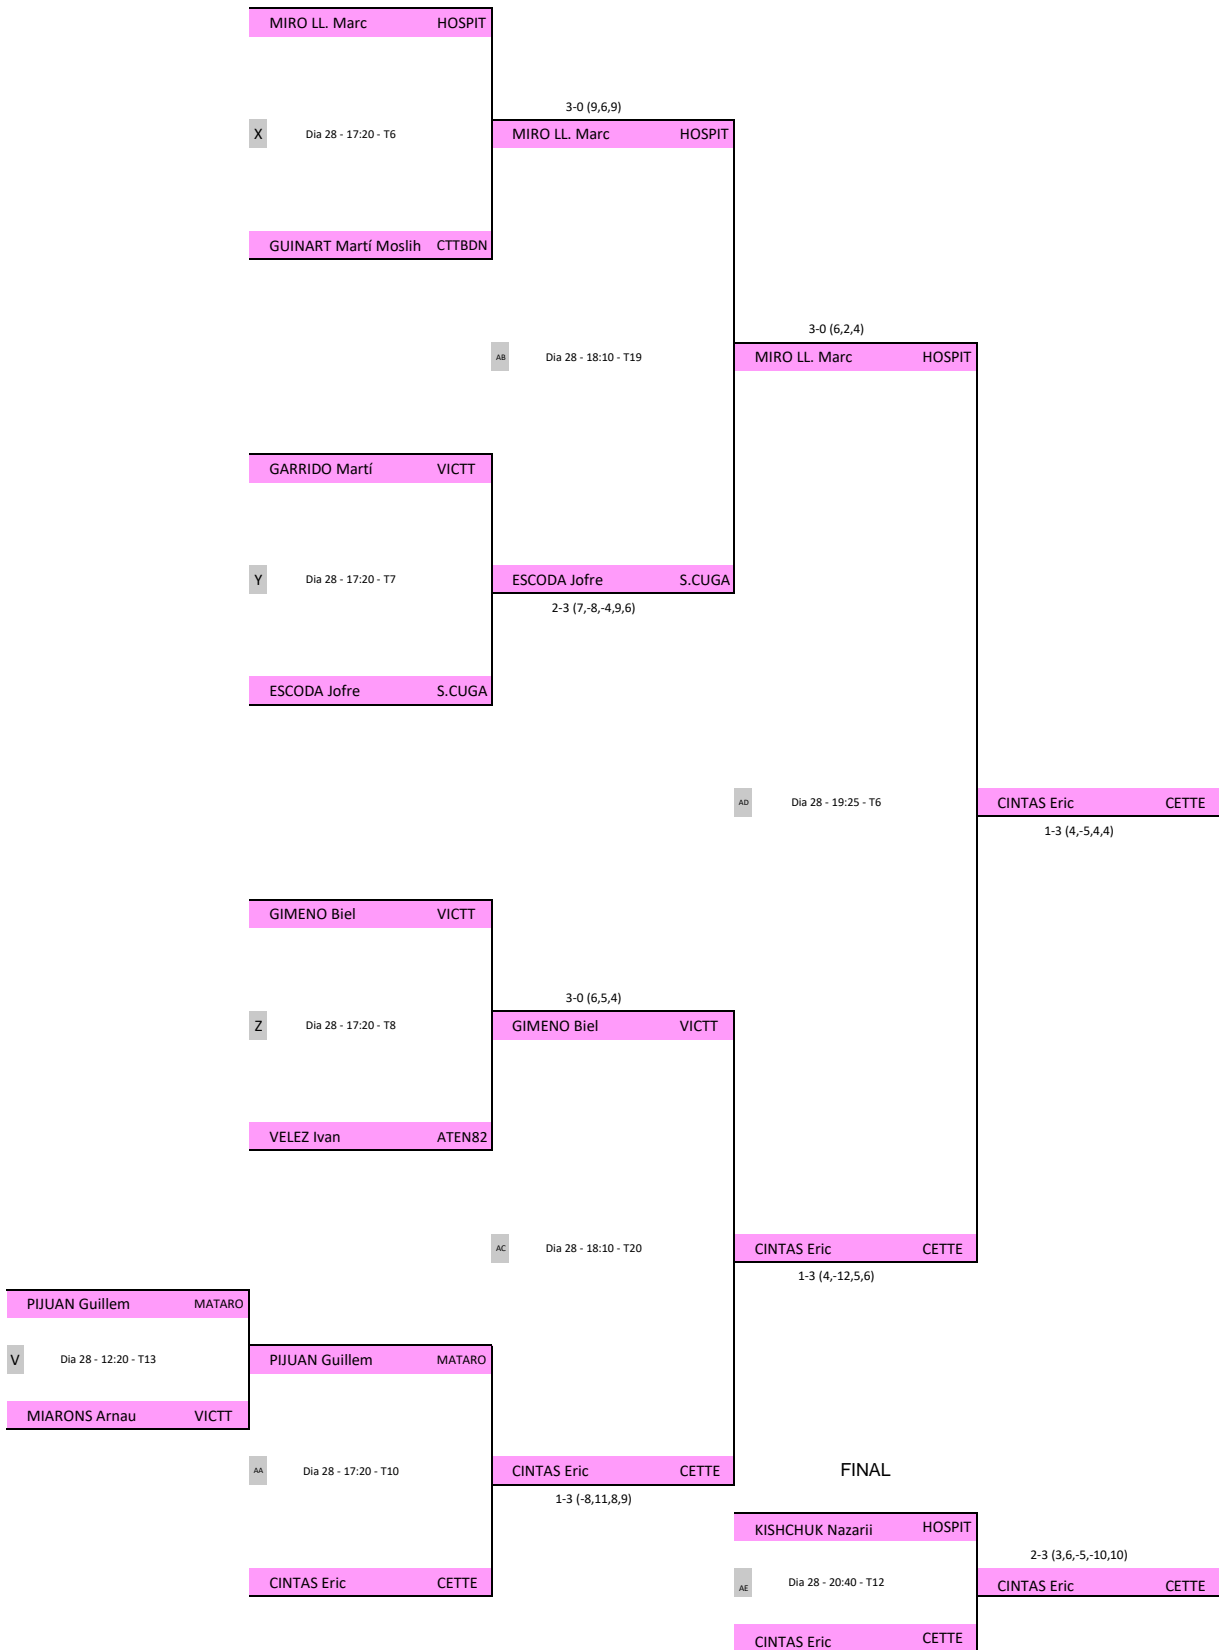 MIRO LL. Marc HOSPIT
3-0 (9,6,9)
X Dia 28 - 17:20 - T6 MIRO LL. Marc HOSPIT
GUINART Martí Moslih CTTBDN
3-0 (6,2,4)
AB Dia 28 - 18:10 - T19 MIRO LL. Marc HOSPIT
GARRIDO Martí VICTT
Y Dia 28 - 17:20 - T7 ESCODA Jofre S.CUGA
2-3 (7,-8,-4,9,6)
ESCODA Jofre S.CUGA
AD Dia 28 - 19:25 - T6 CINTAS Eric CETTE
1-3 (4,-5,4,4)
GIMENO Biel VICTT
3-0 (6,5,4)
Z Dia 28 - 17:20 - T8 GIMENO Biel VICTT
VELEZ Ivan ATEN82
AC Dia 28 - 18:10 - T20 CINTAS Eric CETTE
1-3 (4,-12,5,6)
PIJUAN Guillem MATARO
V Dia 28 - 12:20 - T13 PIJUAN Guillem MATARO
MIARONS Arnau VICTT
AA Dia 28 - 17:20 - T10 CINTAS Eric CETTE FINAL
1-3 (-8,11,8,9)
KISHCHUK Nazarii HOSPIT
2-3 (3,6,-5,-10,10)
CINTAS Eric CETTE AE Dia 28 - 20:40 - T12 CINTAS Eric CETTE
CINTAS Eric CETTE